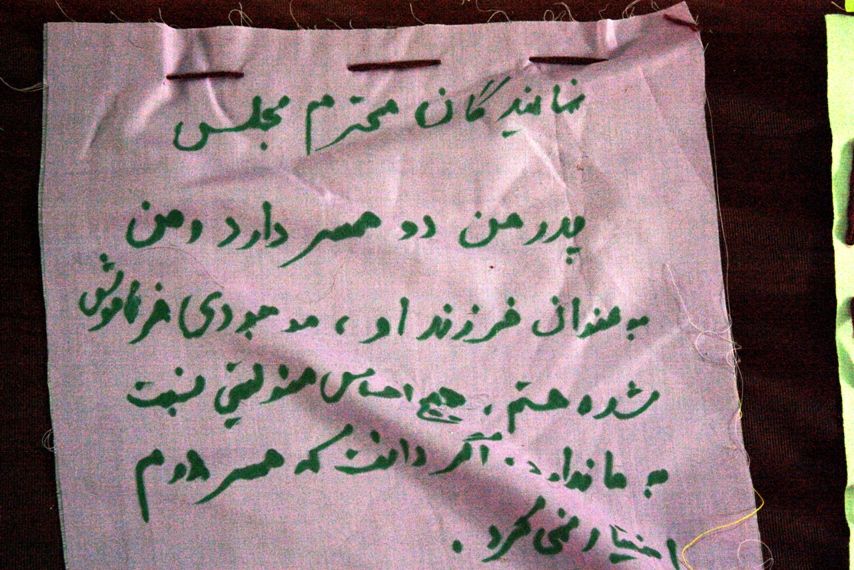 نمایندگان محترم مجلس
پدر من دو همسر دارد و من
به عنوان فرزند او، موجودی فراموش
شده هستم. هیچ احساس مسئولیتی نسبت
به ما ندارد. اگر داشت که همسر دوم
اختیار نمی کرد.